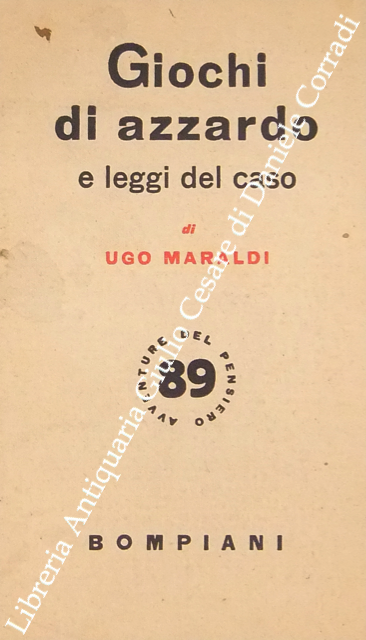 Giochi
di azzardo
e leggi del caso
di
UGO MARALDI
AVVENTURE DEL PENSIERO
89
BOMPIANI
Libreria Antiquaria Giulio Cesare di Daniele Corradi